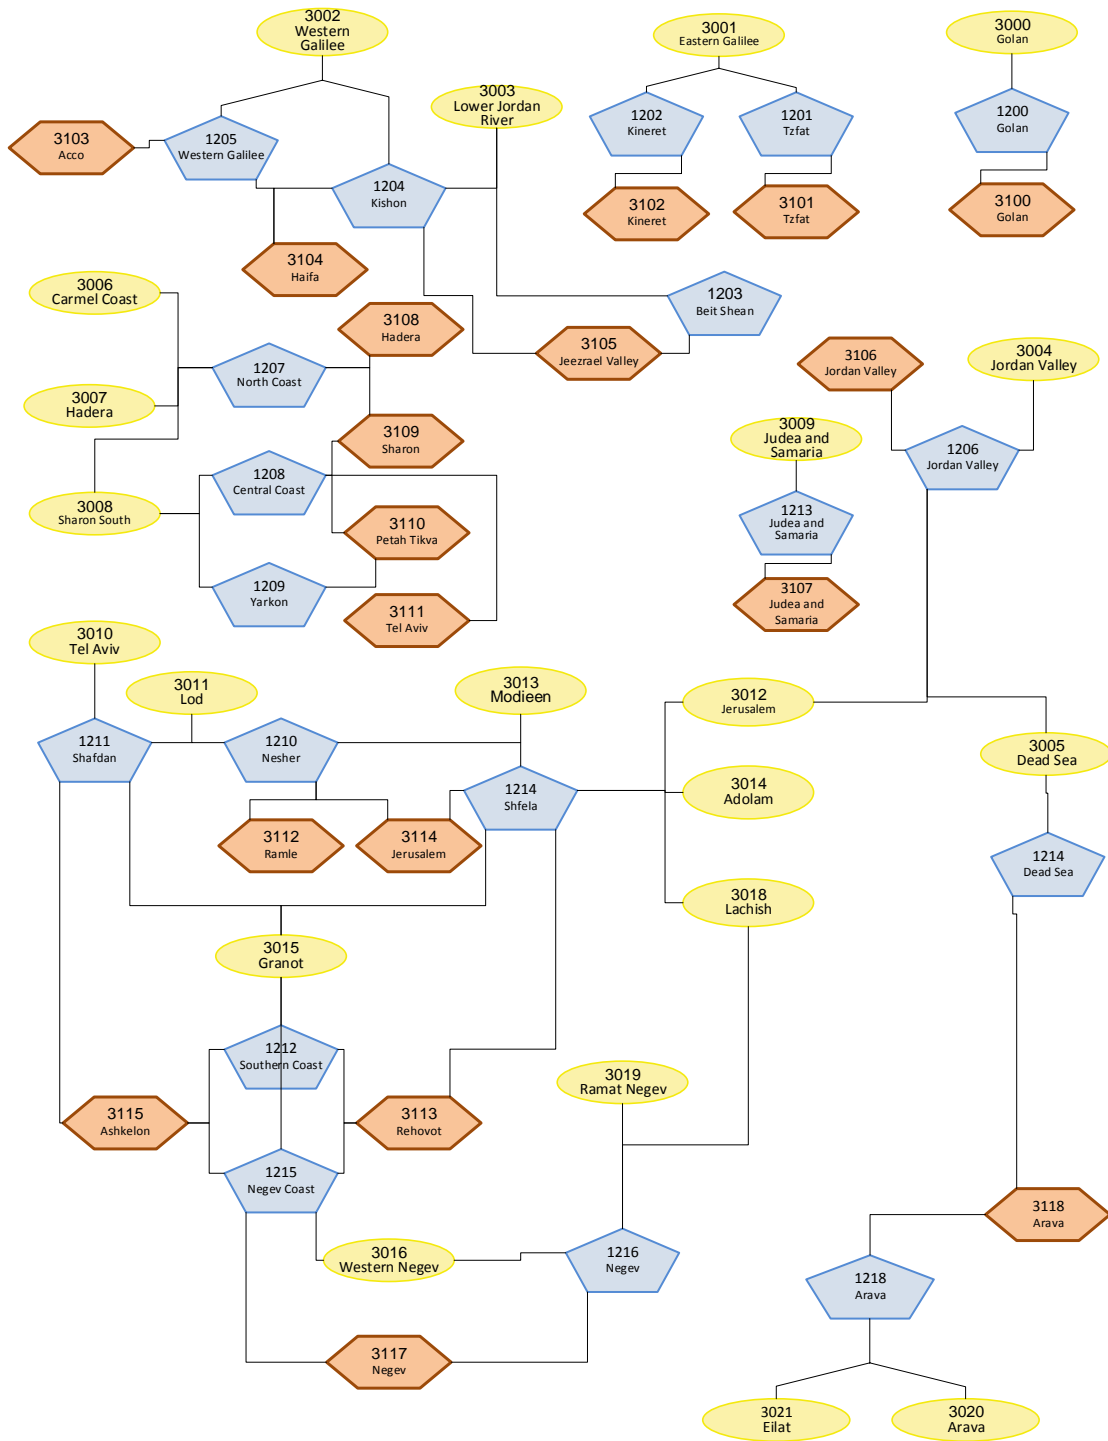 3002
Western
Galilee
3001
Eastern Galilee
3000
Golan
3003
Lower Jordan
River
1202
Kineret
1201
Tzfat
1200
Golan
3103
Acco
1205
Western Galilee
1204
Kishon
3102
Kineret
3101
Tzfat
3100
Golan
3104
Haifa
3006
Carmel Coast
3108
Hadera
1203
Beit Shean
3105
Jeezrael Valley
3106
Jordan Valley
3004
Jordan Valley
1207
North Coast
3007
Hadera
3109
Sharon
3009
Judea and
Samaria
1206
Jordan Valley
1208
Central Coast
3008
Sharon South
3110
Petah Tikva
1213
Judea and
Samaria
1209
Yarkon
3111
Tel Aviv
3107
Judea and
Samaria
3010
Tel Aviv
3011
Lod
3013
Modieen
3012
Jerusalem
1211
Shafdan
1210
Nesher
3005
Dead Sea
1214
Shfela
3014
Adolam
3112
Ramle
3114
Jerusalem
1214
Dead Sea
3018
Lachish
3015
Granot
1212
Southern Coast
3019
Ramat Negev
3115
Ashkelon
3113
Rehovot
1215
Negev Coast
3118
Arava
3016
Western Negev
1216
Negev
1218
Arava
3117
Negev
3021
Eilat
3020
Arava